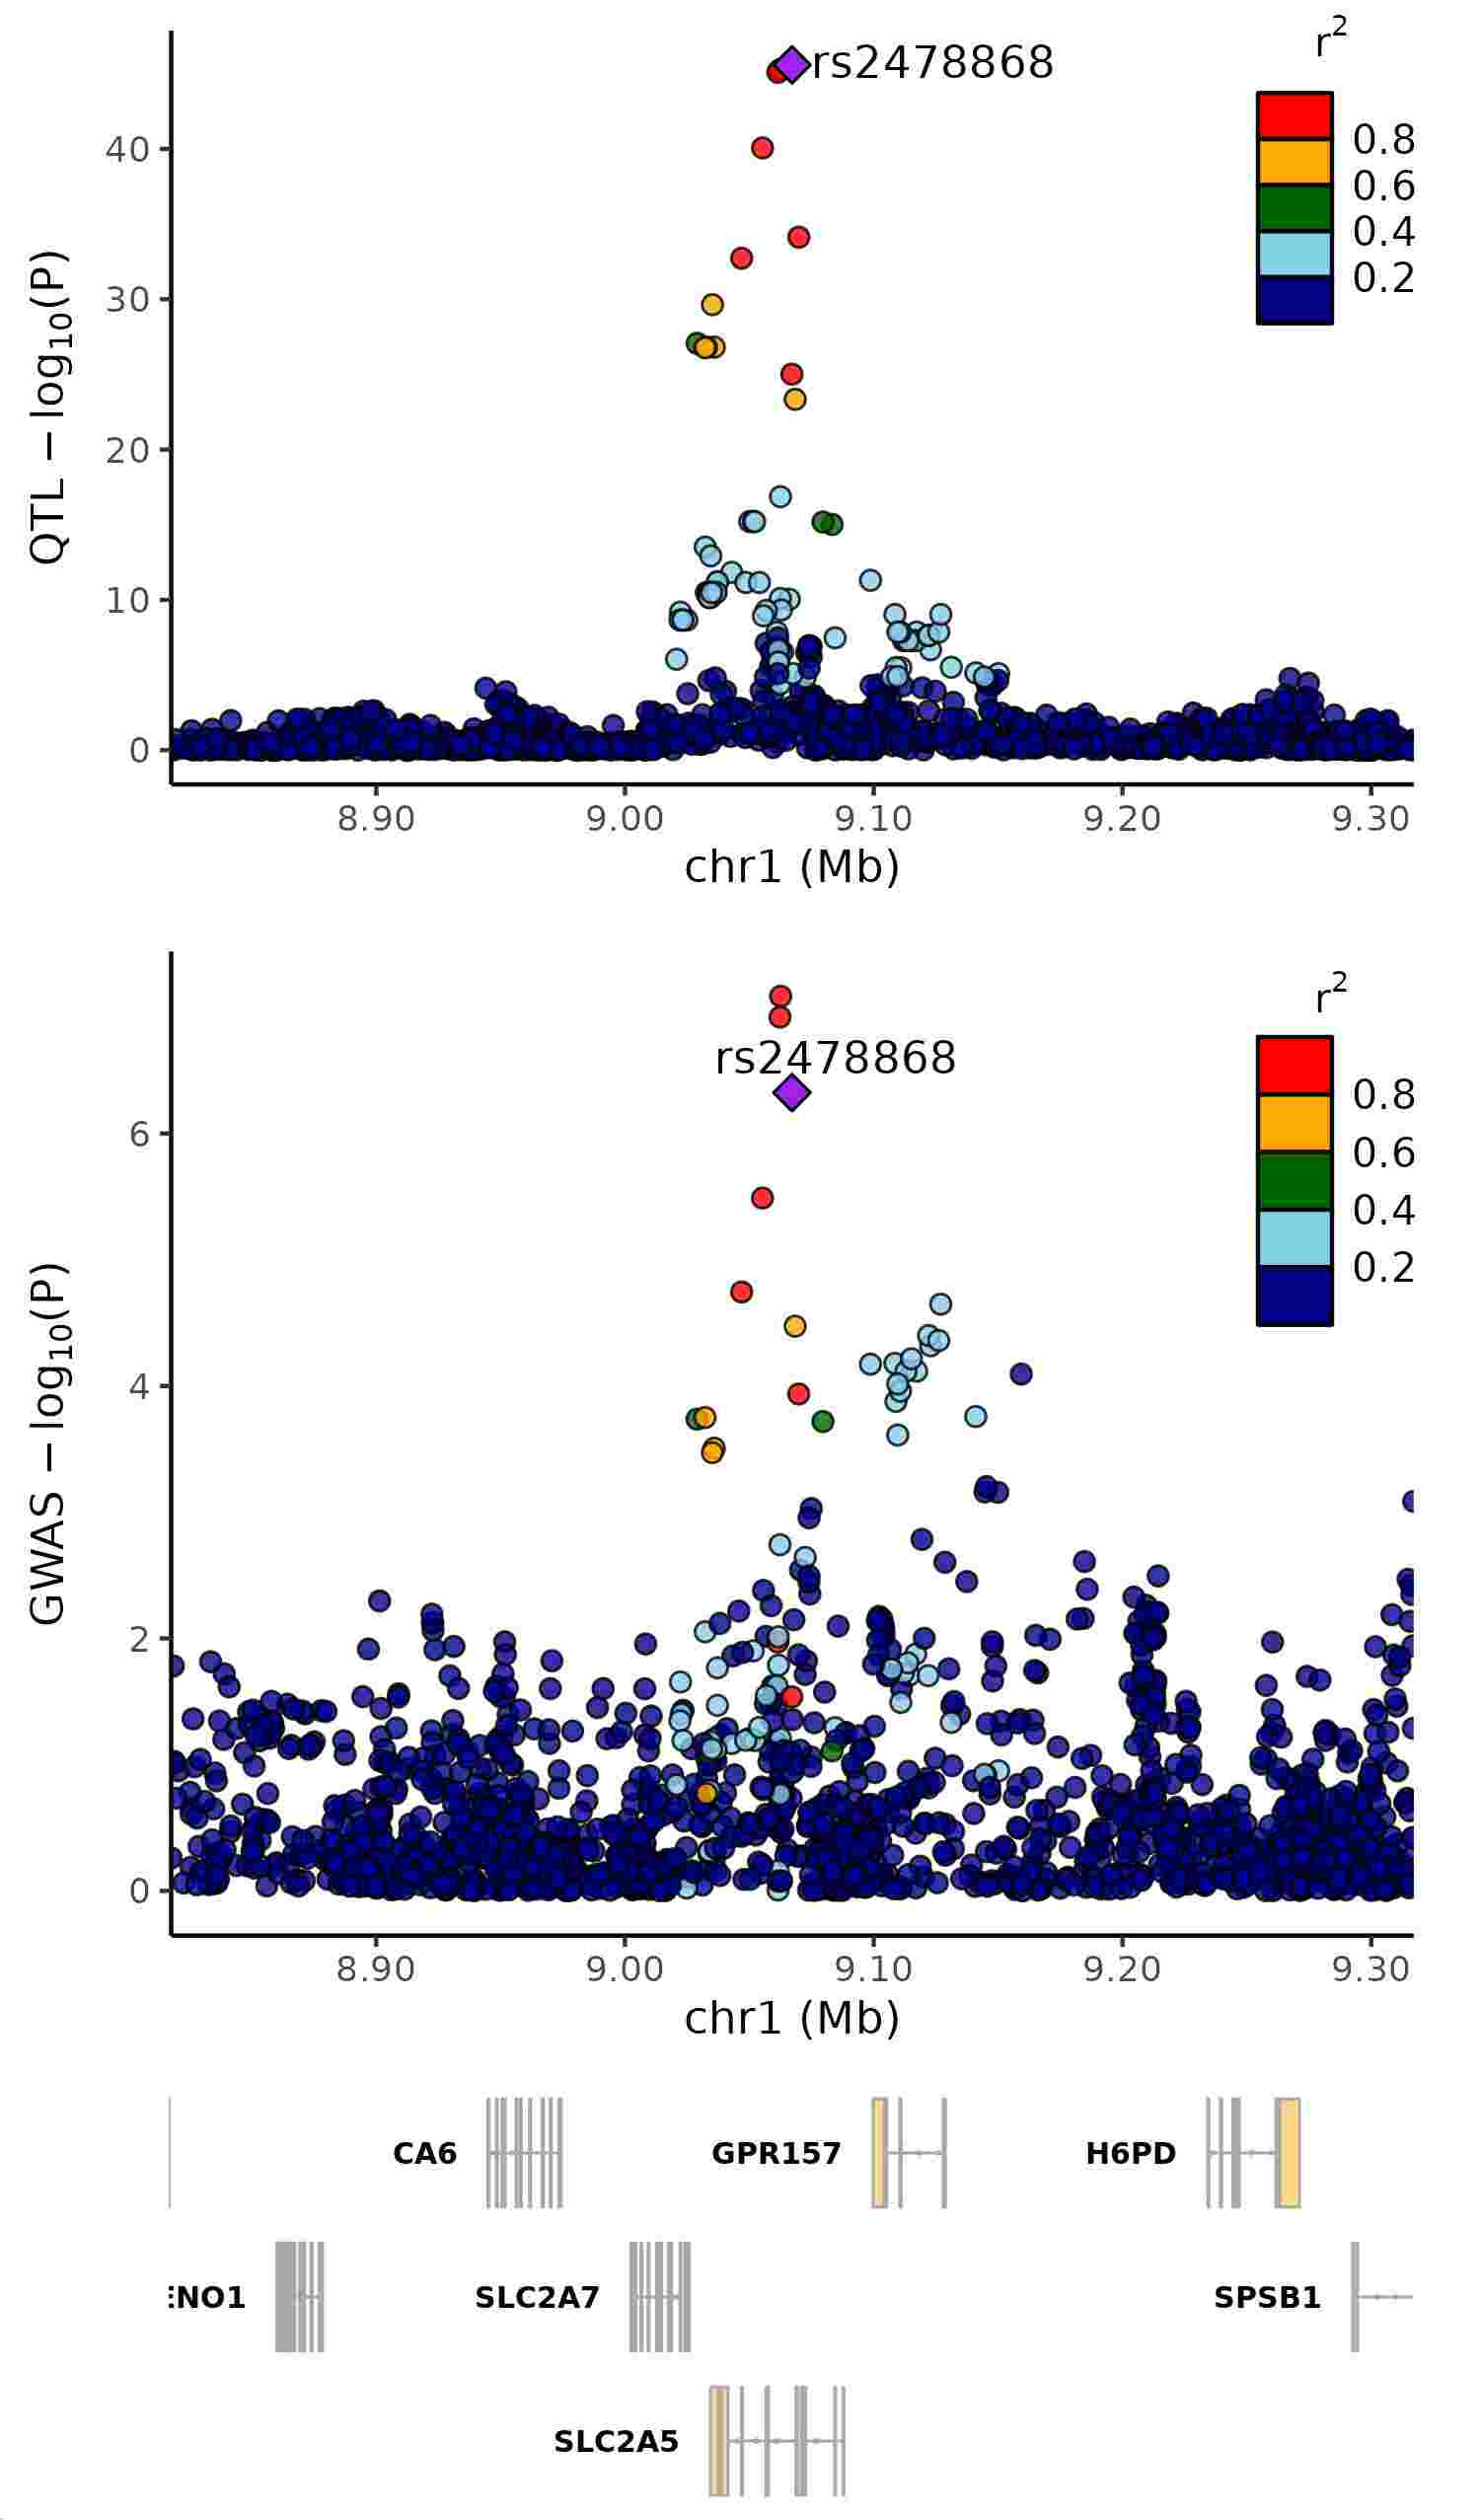 r2
rs2478868
0.8
0.6
0.4
0.2
40
30
20
10
0
QTL −log10(P)
8.90 9.00 9.10 9.20 9.30
chr1 (Mb)
r2
rs2478868
0.8
0.6
0.4
0.2
6
4
2
0
GWAS −log10(P)
8.90 9.00 9.10 9.20 9.30
chr1 (Mb)
CA6 GPR157 H6PD
ENO1 SLC2A7 SPSB1
SLC2A5